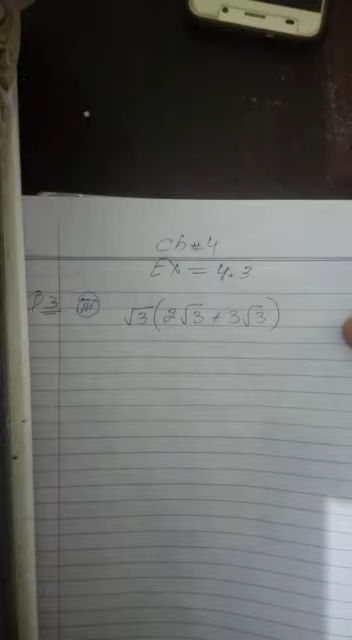 Ch#4
Ex = 4.3
Q3 (iii) √3(2√3 + 3√3)